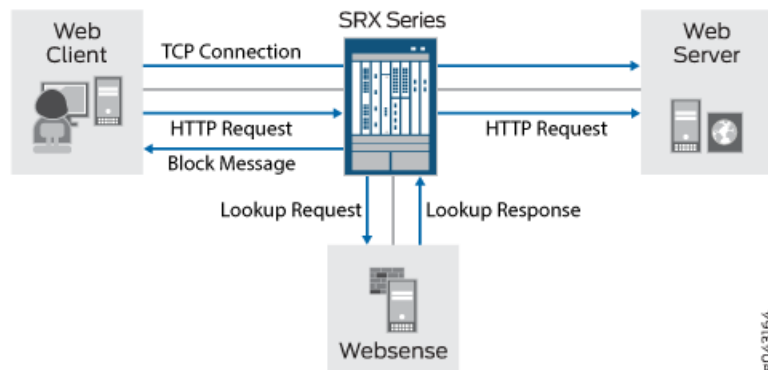 SRX Series
Web
Client
Web
Server
TCP Connection
HTTP Request
HTTP Request
Block Message
Lookup Request
Lookup Response
Websense
g043164